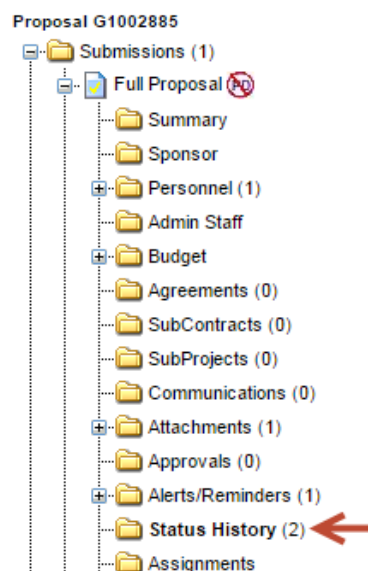 Proposal G1002885
Submissions (1)
Full Proposal PD
Summary
Sponsor
Personnel (1)
Admin Staff
Budget
Agreements (0)
SubContracts (0)
SubProjects (0)
Communications (0)
Attachments (1)
Approvals (0)
Alerts/Reminders (1)
Status History (2)
Assignments